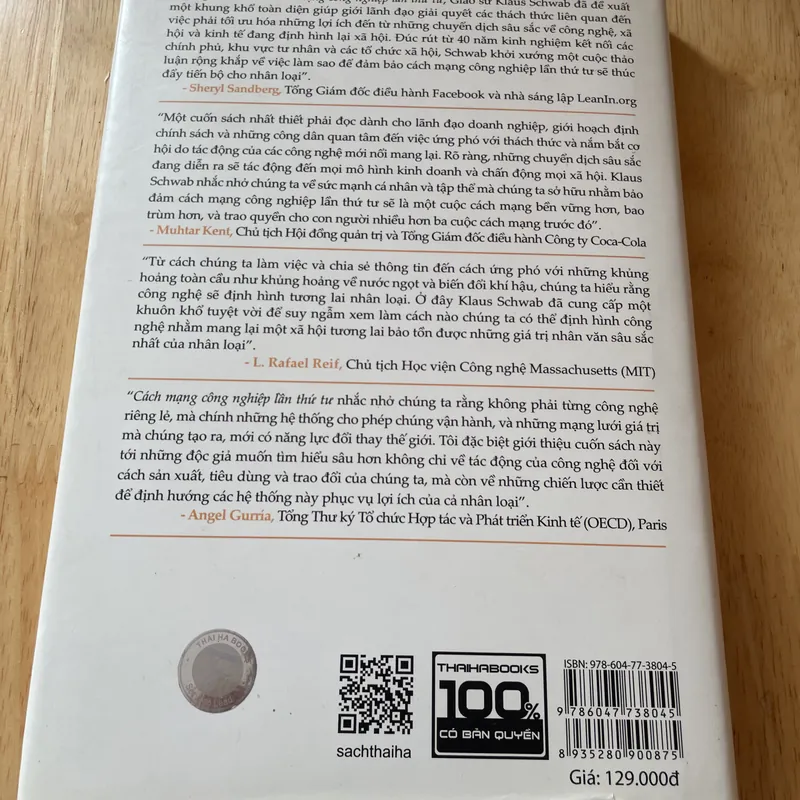 một khung khổ toàn diện giúp giới lãnh đạo giải quyết các thách thức liên quan đến
việc phải tối ưu hóa những lợi ích đến từ những chuyển dịch sâu sắc về công nghệ, xã
hội và kinh tế đang định hình lại xã hội. Đúc rút từ 40 năm kinh nghiệm kết nối các
chính phủ, khu vực tư nhân và các tổ chức xã hội, Schwab khởi xướng một cuộc thảo
luận rộng khắp về việc làm sao để đảm bảo cách mạng công nghiệp lần thứ tư sẽ thúc
đẩy tiến bộ cho nhân loại”.
- Sheryl Sandberg, Tổng Giám đốc điều hành Facebook và nhà sáng lập LeanIn.org
“Một cuốn sách nhất thiết phải đọc dành cho lãnh đạo doanh nghiệp, giới hoạch định
chính sách và những công dân quan tâm đến việc ứng phó với thách thức và nắm bắt cơ
hội do tác động của các công nghệ mới nổi mang lại. Rõ ràng, những chuyển dịch sâu sắc
đang diễn ra sẽ tác động đến mọi mô hình kinh doanh và chấn động mọi xã hội. Klaus
Schwab nhắc nhở chúng ta về sức mạnh cá nhân và tập thể mà chúng ta sở hữu nhằm bảo
đảm cách mạng công nghiệp lần thứ tư sẽ là một cuộc cách mạng bền vững hơn, bao
trùm hơn, và trao quyền cho con người nhiều hơn ba cuộc cách mạng trước đó”.
- Muhtar Kent, Chủ tịch Hội đồng quản trị và Tổng Giám đốc điều hành Công ty Coca-Cola
“Từ cách chúng ta làm việc và chia sẻ thông tin đến cách ứng phó với những khủng
hoảng toàn cầu như khủng hoảng về nước ngọt và biến đổi khí hậu, chúng ta hiểu rằng
công nghệ sẽ định hình tương lai nhân loại. Ở đây Klaus Schwab đã cung cấp một
khuôn khổ tuyệt vời để suy ngẫm xem làm cách nào chúng ta có thể định hình công
nghệ nhằm mang lại một xã hội tương lai bảo tồn được những giá trị nhân văn sâu sắc
nhất của nhân loại”.
- L. Rafael Reif, Chủ tịch Học viện Công nghệ Massachusetts (MIT)
“Cách mạng công nghiệp lần thứ tư nhắc nhở chúng ta rằng không phải từng công nghệ
riêng lẻ, mà chính những hệ thống cho phép chúng vận hành, và những mạng lưới giá trị
mà chúng tạo ra, mới có năng lực đổi thay thế giới. Tôi đặc biệt giới thiệu cuốn sách này
tới những độc giả muốn tìm hiểu sâu hơn không chỉ về tác động của công nghệ đối với
cách sản xuất, tiêu dùng và trao đổi của chúng ta, mà còn về những chiến lược cần thiết
để định hướng các hệ thống này phục vụ lợi ích của cả nhân loại”.
- Angel Gurría, Tổng Thư ký Tổ chức Hợp tác và Phát triển Kinh tế (OECD), Paris
THAI HA BOOKS
sachthaiha
THAIHABOOKS
100%
CÓ BẢN QUYỀN
ISBN: 978-604-77-3804-5
9 786047 738045
8 935280 900875
Giá: 129.000đ